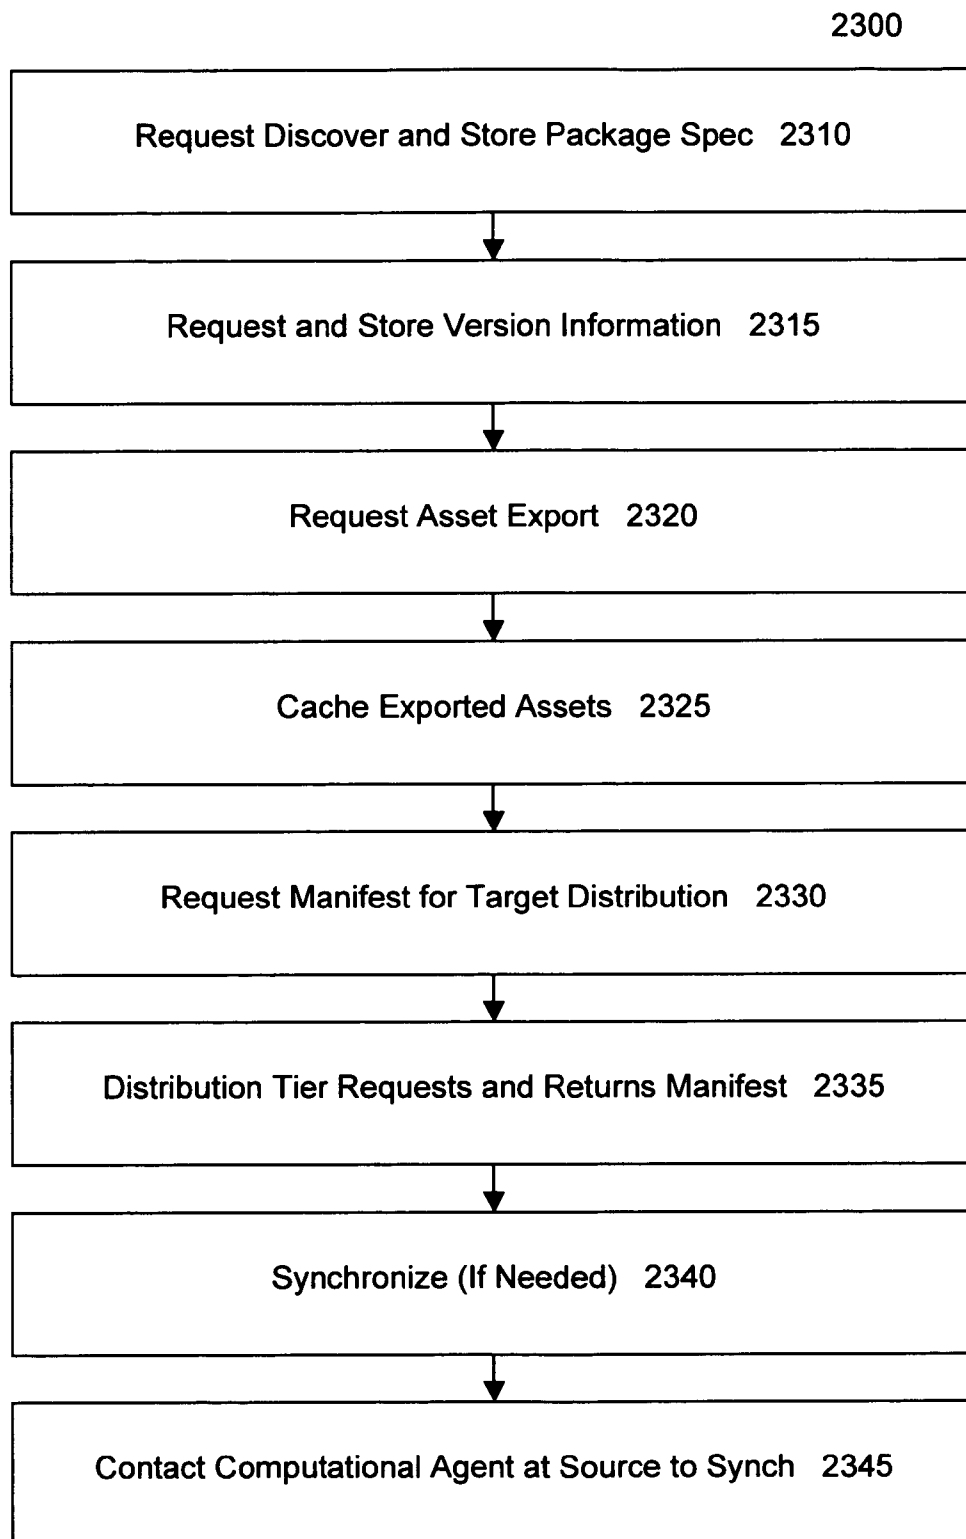 2300
Request Discover and Store Package Spec 2310
Request and Store Version Information 2315
Request Asset Export 2320
Cache Exported Assets 2325
Request Manifest for Target Distribution 2330
Distribution Tier Requests and Returns Manifest 2335
Synchronize (If Needed) 2340
Contact Computational Agent at Source to Synch 2345